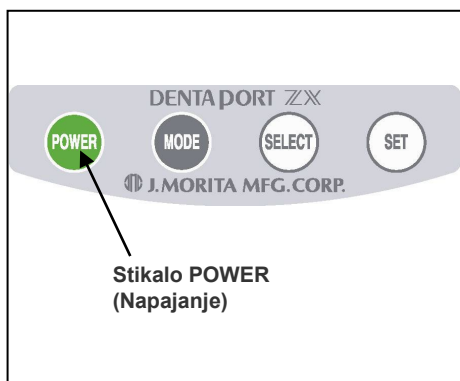 DENTAPORT ZX
POWER MODE SELECT SET
J.MORITA MFG.CORP.
Stikalo POWER
(Napajanje)